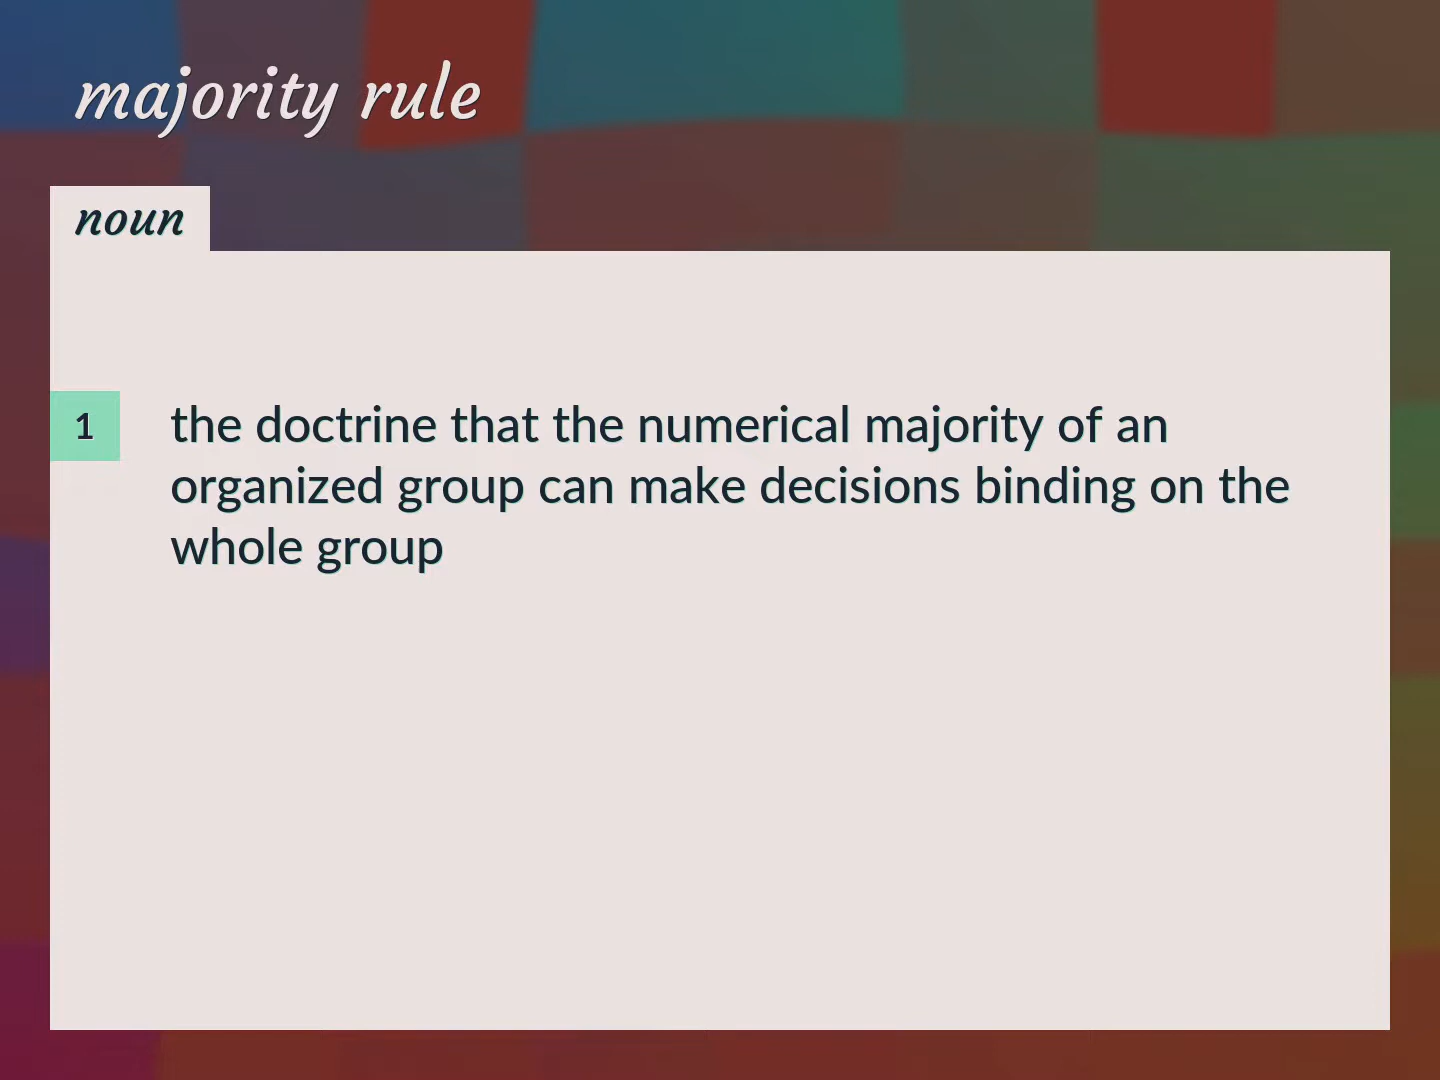 majority rule
noun
1
the doctrine that the numerical majority of an
organized group can make decisions binding on the
whole group